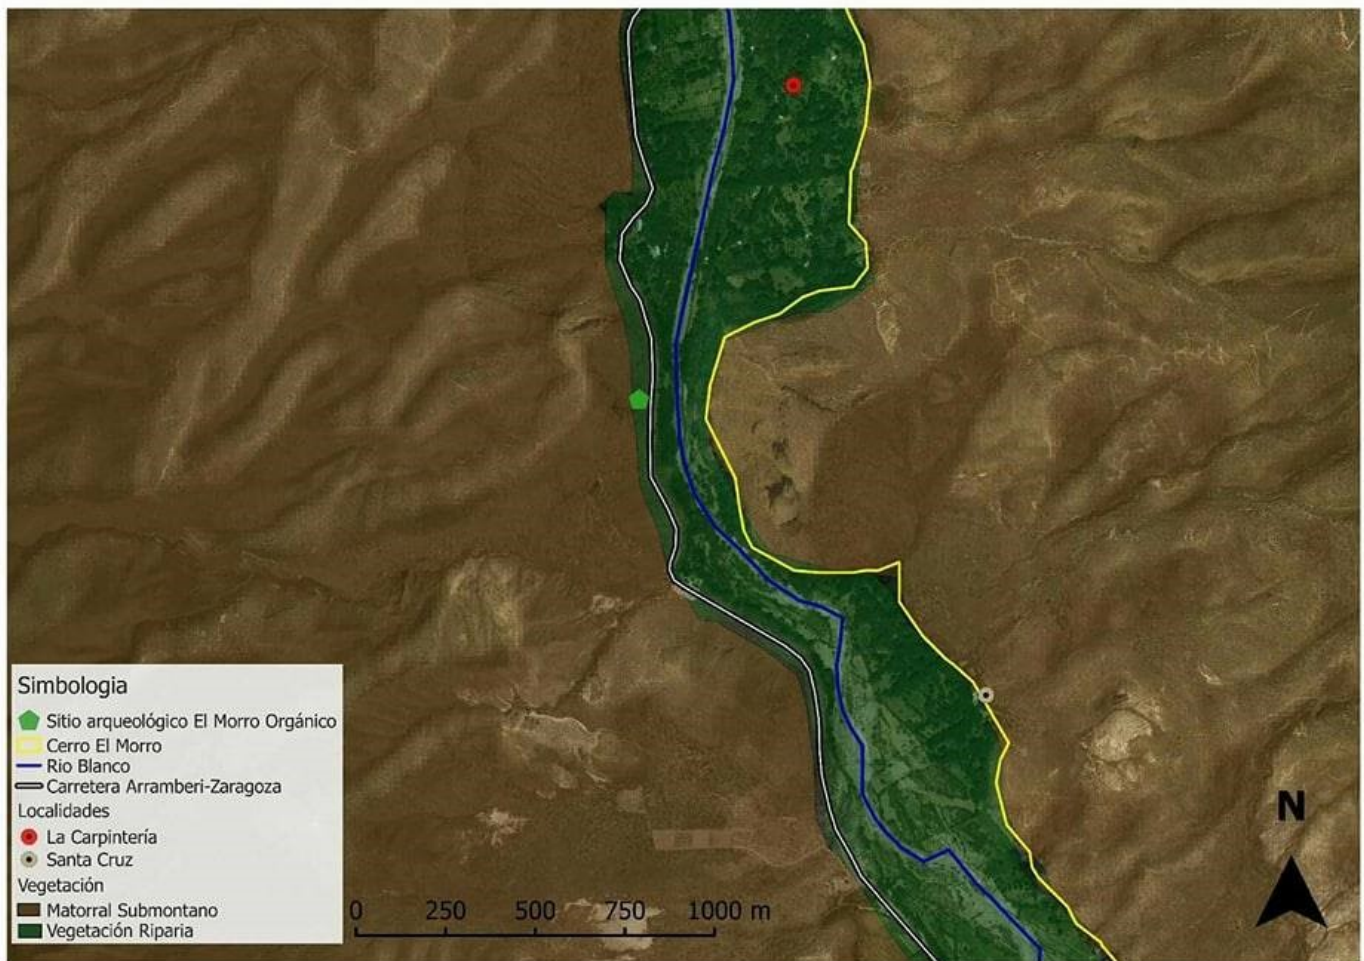 Simbologia
Sitio arqueológico El Morro Orgánico
Cerro El Morro
Rio Blanco
Carretera Arramberi-Zaragoza
Localidades
La Carpintería
Santa Cruz
Vegetación
Matorral Submontano
Vegetación Riparia
0 250 500 750 1000 m
N